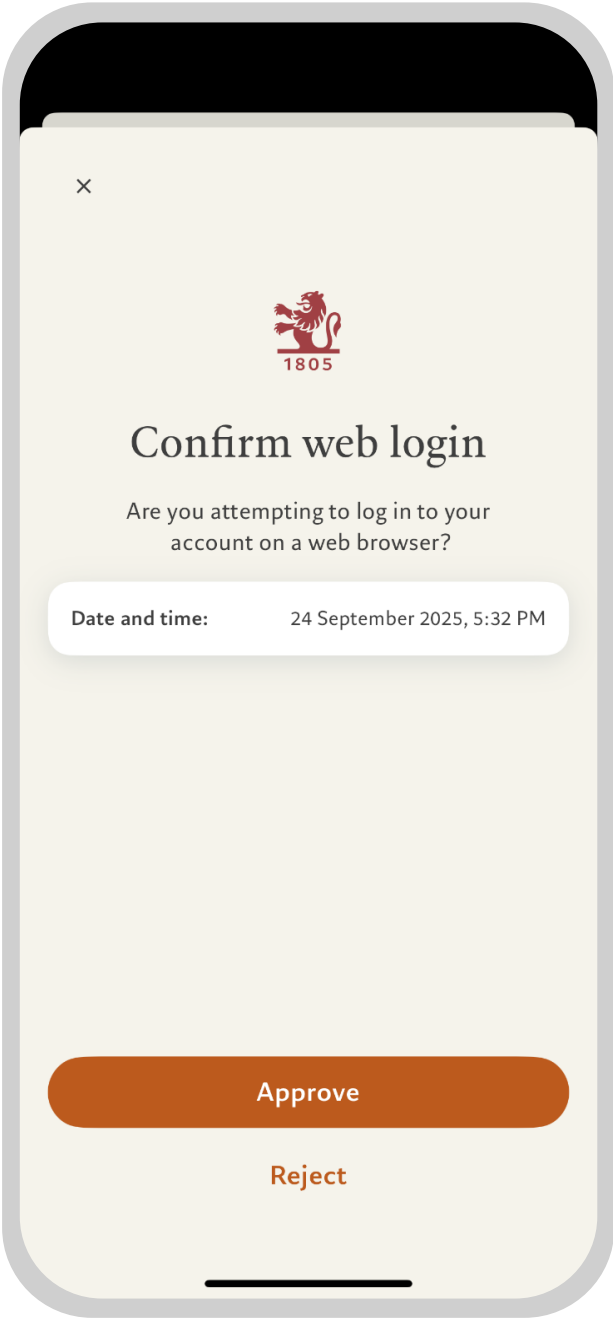 1805
Confirm web login
Are you attempting to log in to your
account on a web browser?
Date and time: 24 September 2025, 5:32 PM
Approve
Reject